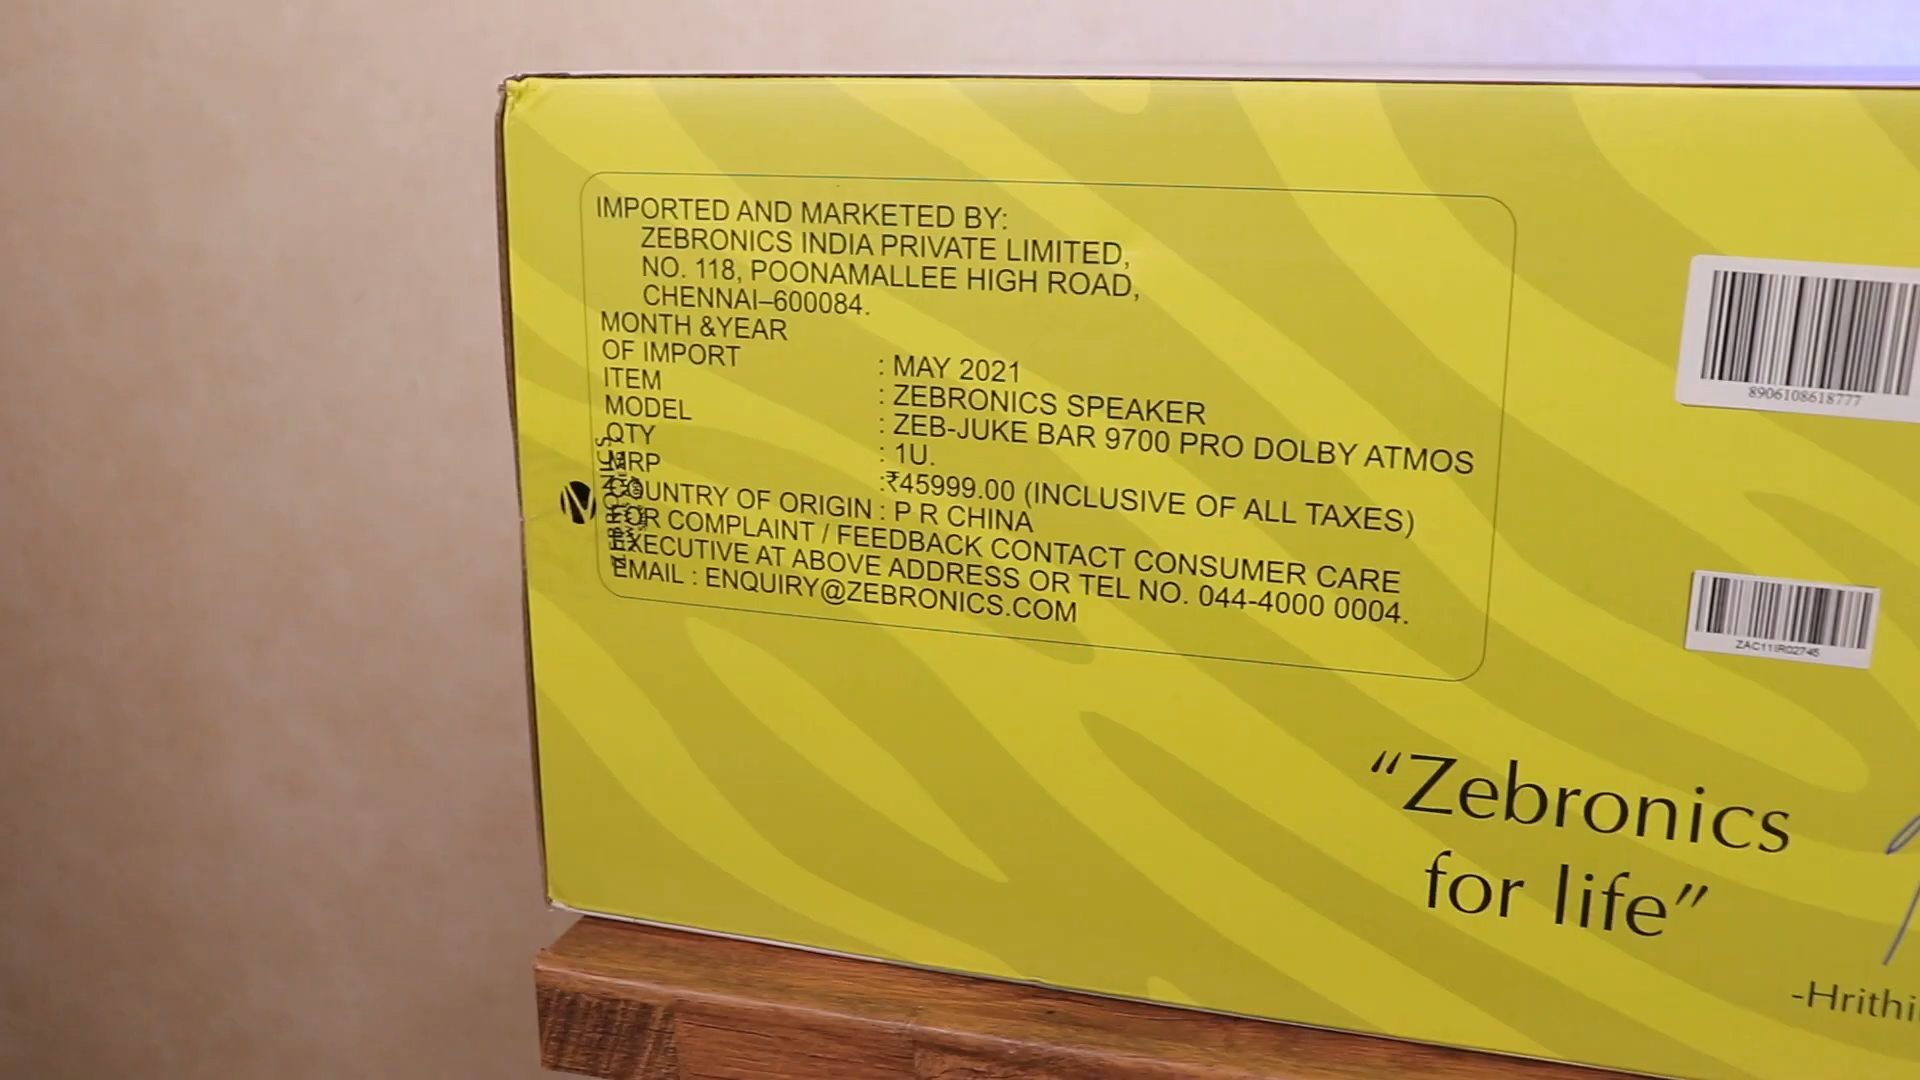 IMPORTED AND MARKETED BY:
ZEBRONICS INDIA PRIVATE LIMITED,
NO. 118, POONAMALLEE HIGH ROAD,
CHENNAI–600084.
MONTH &YEAR
OF IMPORT : MAY 2021
ITEM : ZEBRONICS SPEAKER
MODEL : ZEB-JUKE BAR 9700 PRO DOLBY ATMOS
QTY : 1U.
MRP :₹45999.00 (INCLUSIVE OF ALL TAXES)
COUNTRY OF ORIGIN : P R CHINA
FOR COMPLAINT / FEEDBACK CONTACT CONSUMER CARE
EXECUTIVE AT ABOVE ADDRESS OR TEL NO. 044-4000 0004.
EMAIL : ENQUIRY@ZEBRONICS.COM
8906108618777
ZAC11IR02745
“Zebronics
for life”
-Hrithi